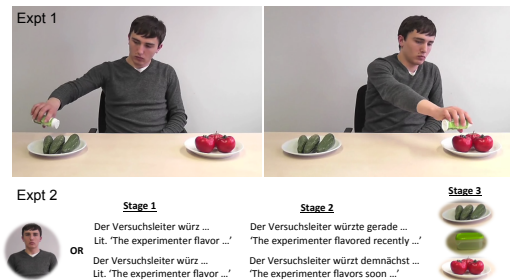 Expt 1
Expt 2
Stage 1
Stage 2
Stage 3
OR
Der Versuchsleiter würz ...
Lit. 'The experimenter flavor ...'
Der Versuchsleiter würz ...
Lit. 'The experimenter flavor ...'
Der Versuchsleiter würzte gerade ...
'The experimenter flavored recently ...'
Der Versuchsleiter würzt demnächst ...
'The experimenter flavors soon ...'